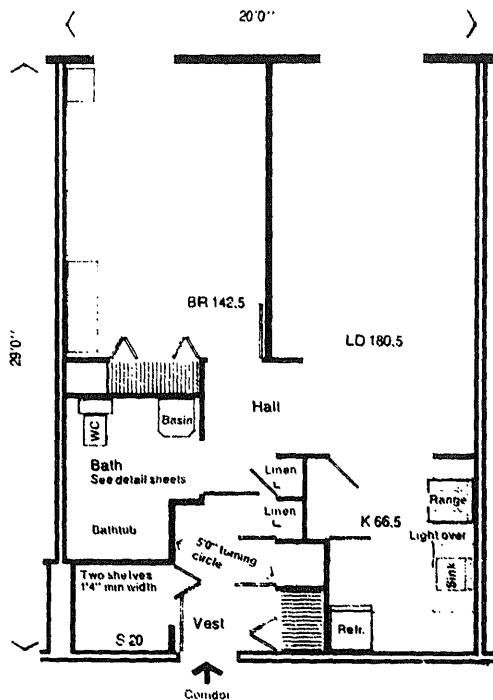 20'0"
29'0"
BR 142.5
LD 180.5
WC
Basin
Hall
Bath
See detail sheets
Linen
Linen
Range
K 66.5
Light over
Bathtub
5'0" turning
circle
Sink
Two shelves
1'4" min width
S 20
Vest
Refr.
Corridor